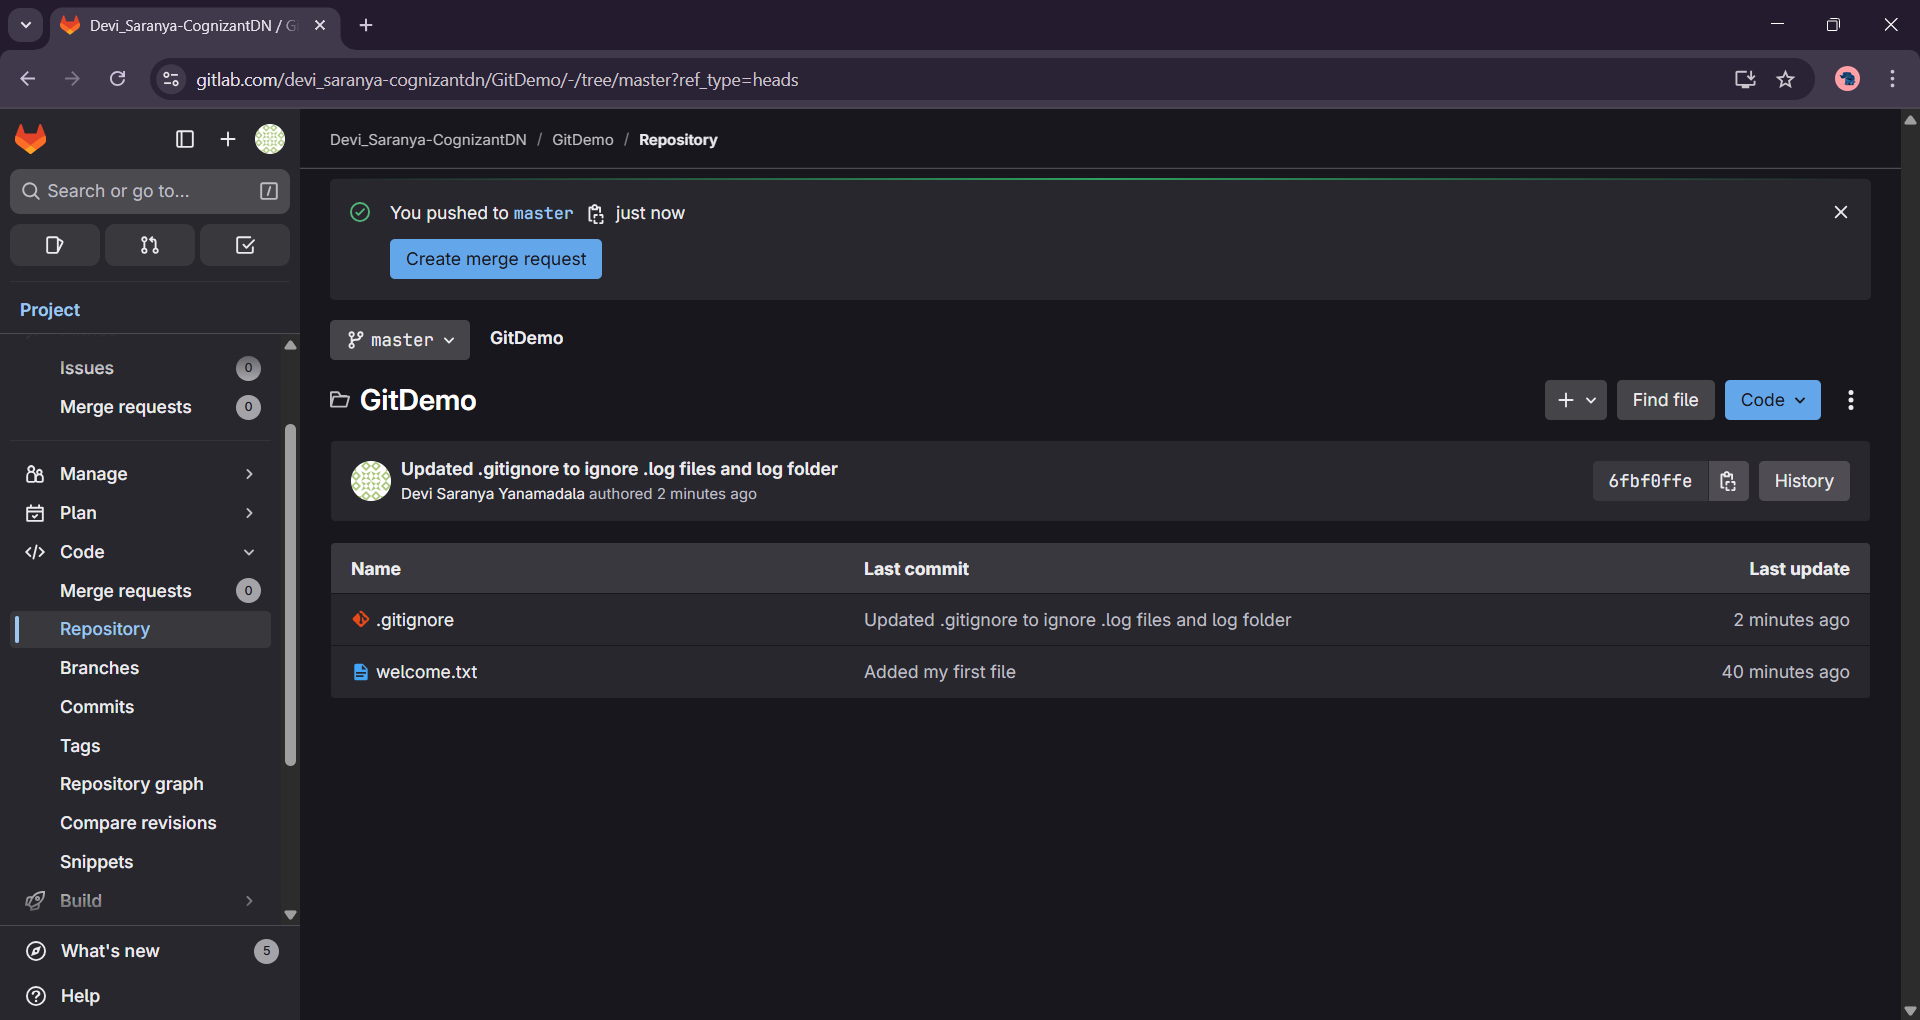 Devi_Saranya-CognizantDN / G
gitlab.com/devi_saranya-cognizantdn/GitDemo/-/tree/master?ref_type=heads
Search or go to... /
Project
Issues 0
Merge requests 0
Manage
Plan
Code
Merge requests 0
Repository
Branches
Commits
Tags
Repository graph
Compare revisions
Snippets
Build
What's new 5
Help
Devi_Saranya-CognizantDN / GitDemo / Repository
You pushed to master just now
Create merge request
master GitDemo
GitDemo
Find file Code
Updated .gitignore to ignore .log files and log folder
Devi Saranya Yanamadala authored 2 minutes ago
6fbf0ffe History
Name Last commit Last update
.gitignore Updated .gitignore to ignore .log files and log folder 2 minutes ago
welcome.txt Added my first file 40 minutes ago